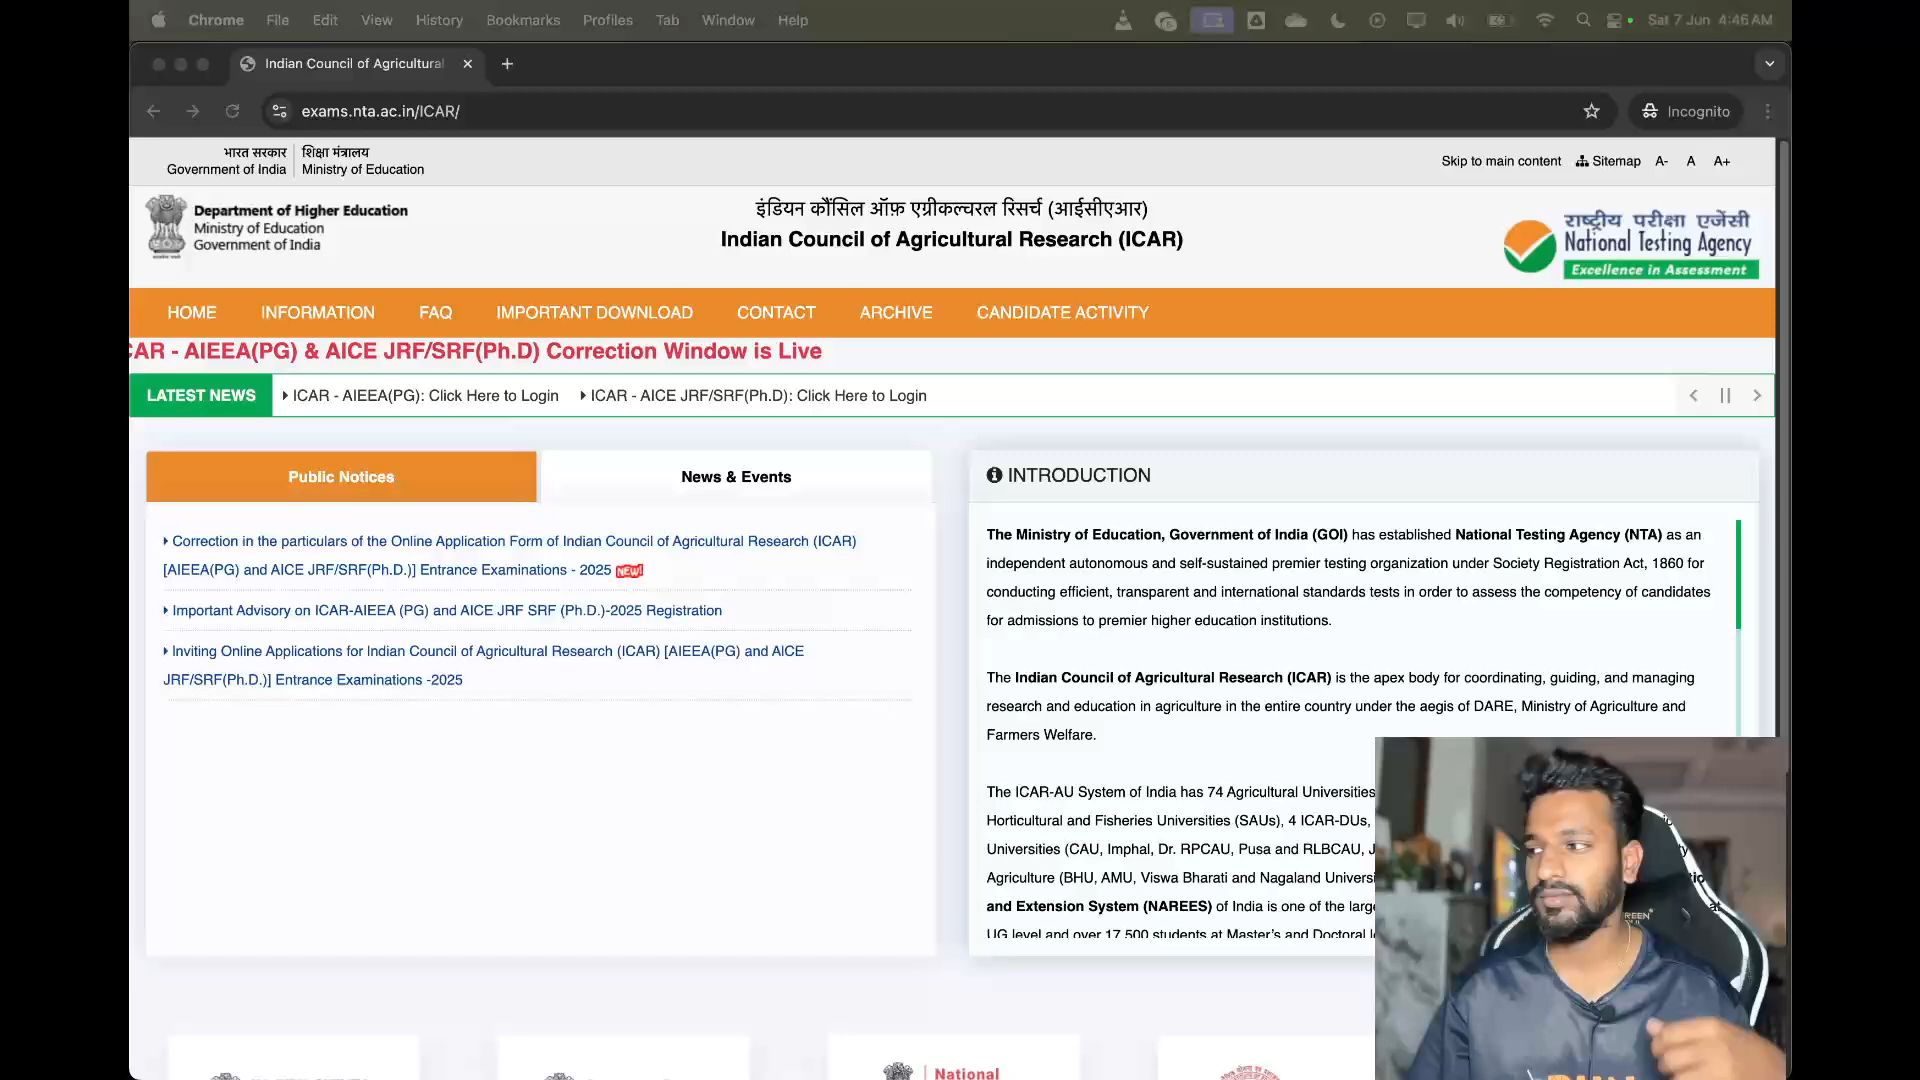 Chrome File Edit View History Bookmarks Profiles Tab Window Help
Sat 7 Jun 4:46 AM
Indian Council of Agricultural
exams.nta.ac.in/ICAR/
Incognito
भारत सरकार
Government of India
शिक्षा मंत्रालय
Ministry of Education
Skip to main content Sitemap A- A A+
Department of Higher Education
Ministry of Education
Government of India
इंडियन कौंसिल ऑफ़ एग्रीकल्चरल रिसर्च (आईसीएआर)
Indian Council of Agricultural Research (ICAR)
राष्ट्रीय परीक्षा एजेंसी
National Testing Agency
Excellence in Assessment
HOME INFORMATION FAQ IMPORTANT DOWNLOAD CONTACT ARCHIVE CANDIDATE ACTIVITY
CAR - AIEEA(PG) & AICE JRF/SRF(Ph.D) Correction Window is Live
LATEST NEWS ICAR - AIEEA(PG): Click Here to Login ICAR - AICE JRF/SRF(Ph.D): Click Here to Login
Public Notices News & Events
Correction in the particulars of the Online Application Form of Indian Council of Agricultural Research (ICAR)
[AIEEA(PG) and AICE JRF/SRF(Ph.D.)] Entrance Examinations - 2025 NEW!
Important Advisory on ICAR-AIEEA (PG) and AICE JRF SRF (Ph.D.)-2025 Registration
Inviting Online Applications for Indian Council of Agricultural Research (ICAR) [AIEEA(PG) and AICE
JRF/SRF(Ph.D.)] Entrance Examinations -2025
INTRODUCTION
The Ministry of Education, Government of India (GOI) has established National Testing Agency (NTA) as an
independent autonomous and self-sustained premier testing organization under Society Registration Act, 1860 for
conducting efficient, transparent and international standards tests in order to assess the competency of candidates
for admissions to premier higher education institutions.
The Indian Council of Agricultural Research (ICAR) is the apex body for coordinating, guiding, and managing
research and education in agriculture in the entire country under the aegis of DARE, Ministry of Agriculture and
Farmers Welfare.
The ICAR-AU System of India has 74 Agricultural Universities
Horticultural and Fisheries Universities (SAUs), 4 ICAR-DUs,
Universities (CAU, Imphal, Dr. RPCAU, Pusa and RLBCAU, J
Agriculture (BHU, AMU, Viswa Bharati and Nagaland Universi
and Extension System (NAREES) of India is one of the large
UG level and over 17,500 students at Master's and Doctoral l
National